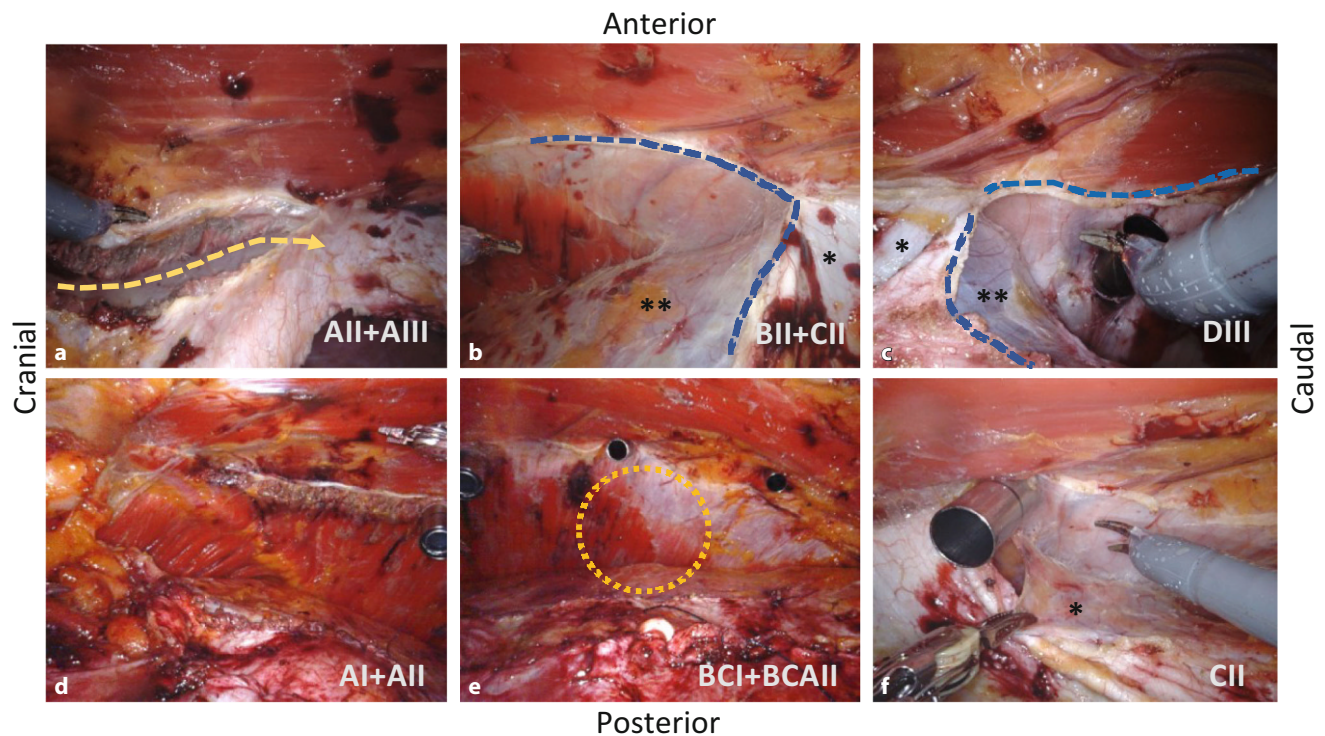 Anterior
Cranial
Caudal
a
AII+AIII
b
**
*
BII+CII
c
*
**
DIII
d
AI+AII
e
BCI+BCAII
f
*
CII
Posterior